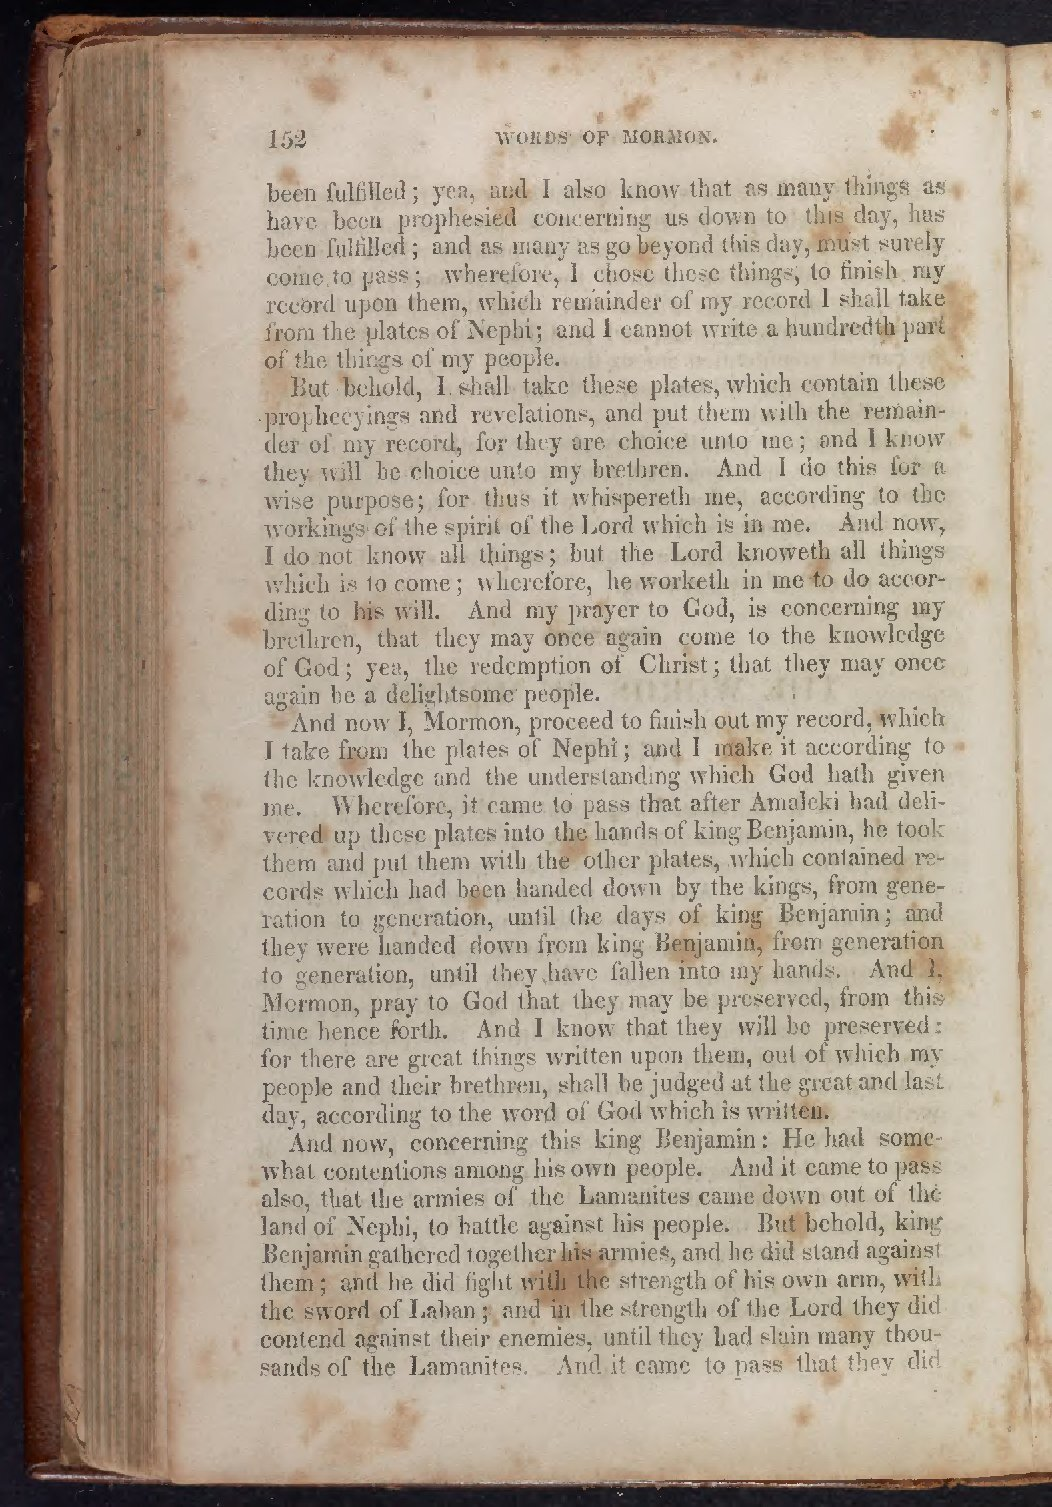 152 WORDS OF MORMON.
been fulfilled; yea, and I also know that as many things as
have been prophesied concerning us down to this day, has
been fulfilled; and as many as go beyond this day, must surely
come to pass; wherefore, I chose these things, to finish my
record upon them, which remainder of my record I shall take
from the plates of Nephi; and I cannot write a hundredth part
of the things of my people.
But behold, I shall take these plates, which contain these
propheeyings and revelations, and put them with the remain-
der of my record, for they are choice unto me; and I know
they will be choice unto my brethren. And I do this for a
wise purpose; for thus it whispereth me, according to the
workings of the spirit of the Lord which is in me. And now,
I do not know all things; but the Lord knoweth all things
which is to come; wherefore, he worketh in me to do accor-
ding to his will. And my prayer to God, is concerning my
brethren, that they may once again come to the knowledge
of God; yea, the redemption of Christ; that they may once
again be a delightsome people.
And now I, Mormon, proceed to finish out my record, which
I take from the plates of Nephi; and I make it according to
the knowledge and the understanding which God hath given
me. Wherefore, it came to pass that after Amaleki had deli-
vered up these plates into the hands of king Benjamin, he took
them and put them with the other plates, which contained re-
cords which had been handed down by the kings, from gene-
ration to generation, until the days of king Benjamin; and
they were handed down from king Benjamin, from generation
to generation, until they have fallen into my hands. And I,
Mormon, pray to God that they may be preserved, from this
time hence forth. And I know that they will be preserved:
for there are great things written upon them, out of which my
people and their brethren, shall be judged at the great and last
day, according to the word of God which is written.
And now, concerning this king Benjamin: He had some-
what contentions among his own people. And it came to pass
also, that the armies of the Lamanites came down out of the
land of Nephi, to battle against his people. But behold, king
Benjamin gathered together his armies, and he did stand against
them; and he did fight with the strength of his own arm, with
the sword of Laban; and in the strength of the Lord they did
contend against their enemies, until they had slain many thou-
sands of the Lamanites. And it came to pass that they did